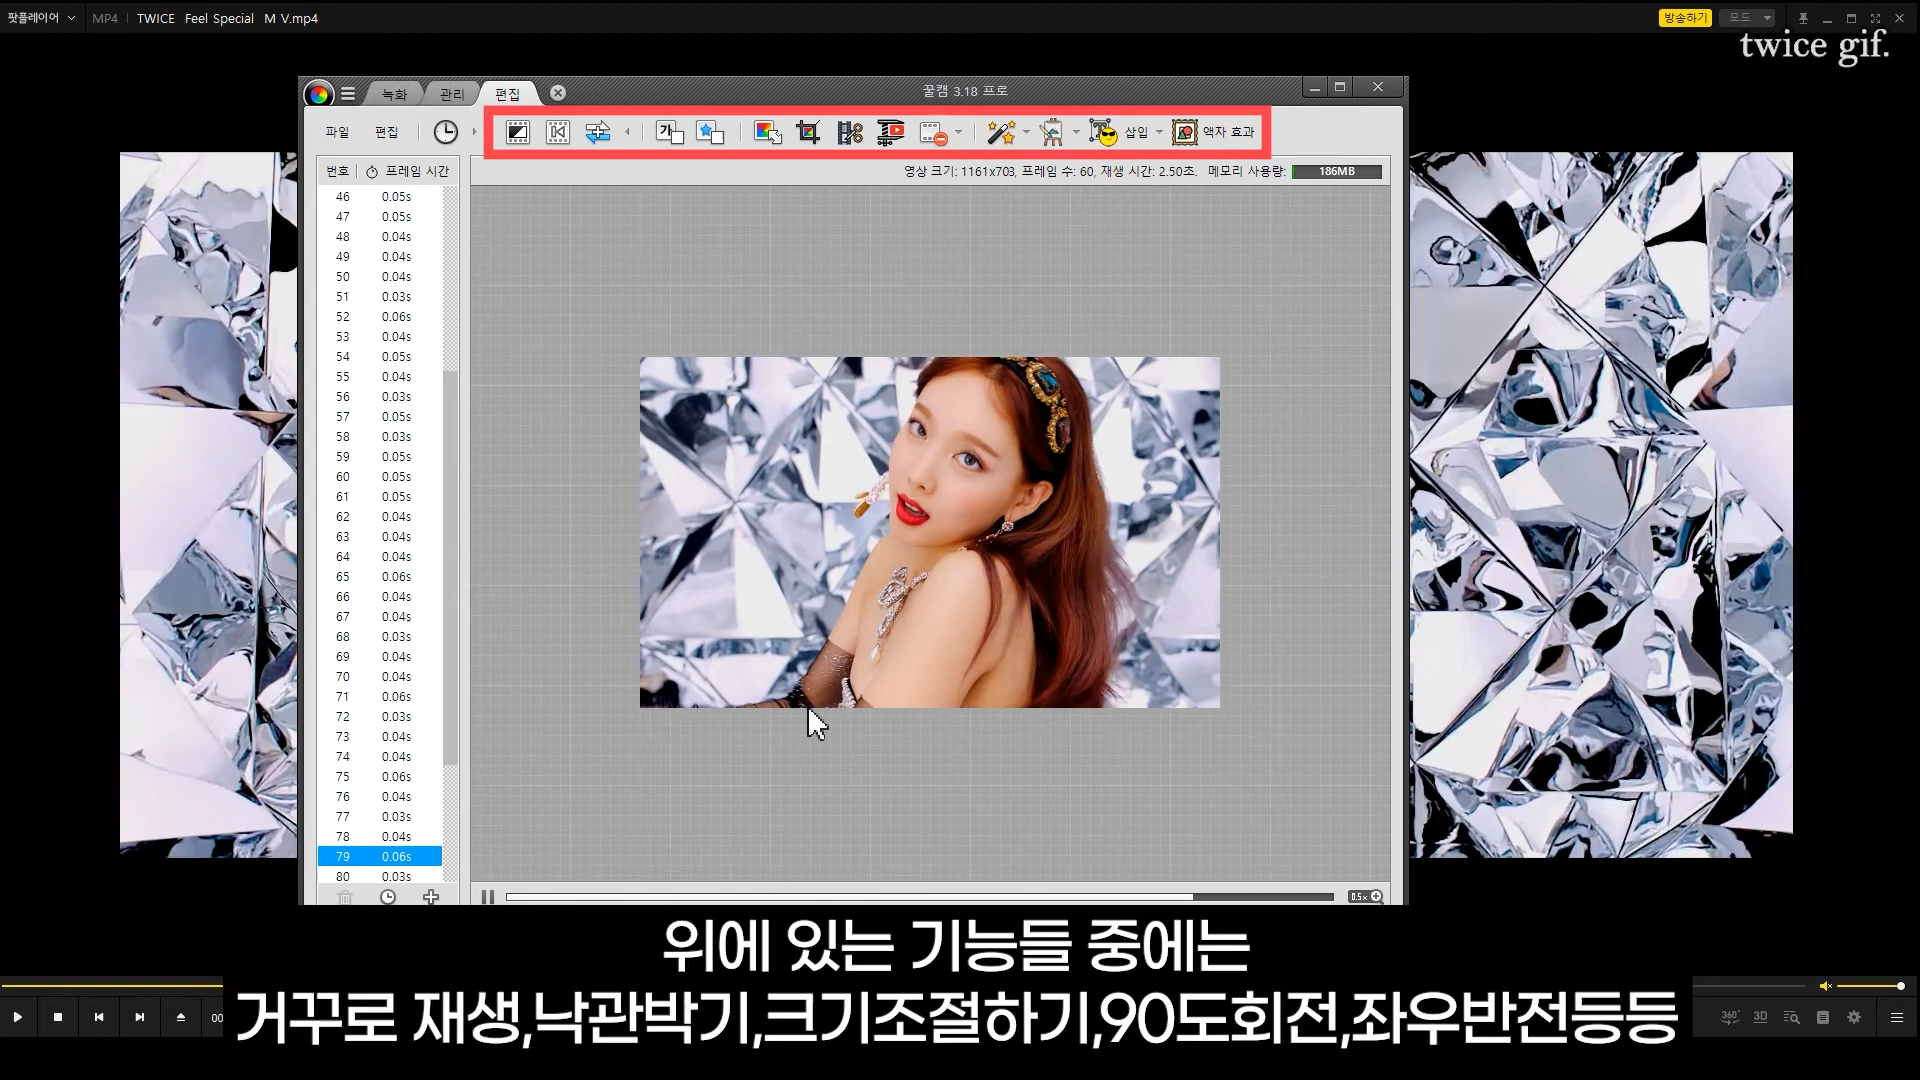 팟플레이어 MP4 TWICE Feel Special M V.mp4 방송하기 모드
twice gif.
녹화 관리 편집 꿀캠 3.18 프로
파일 편집 가 삽입 액자 효과
번호 프레임 시간 영상 크기: 1161x703, 프레임 수: 60, 재생 시간: 2.50초. 메모리 사용량: 186MB
46 0.05s
47 0.05s
48 0.04s
49 0.04s
50 0.04s
51 0.03s
52 0.06s
53 0.04s
54 0.05s
55 0.04s
56 0.03s
57 0.05s
58 0.03s
59 0.05s
60 0.05s
61 0.05s
62 0.04s
63 0.04s
64 0.04s
65 0.06s
66 0.04s
67 0.04s
68 0.03s
69 0.04s
70 0.04s
71 0.06s
72 0.03s
73 0.04s
74 0.04s
75 0.06s
76 0.04s
77 0.03s
78 0.04s
79 0.06s
80 0.03s
0.5x
위에 있는 기능들 중에는
거꾸로 재생,낙관박기,크기조절하기,90도회전,좌우반전등등
00 360° 3D